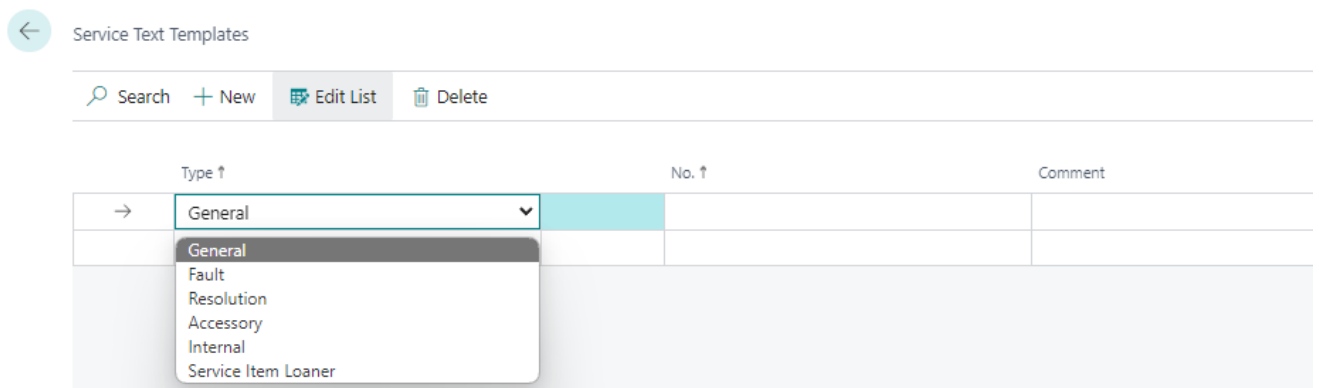 Service Text Templates
Search New Edit List Delete
Type ↑ No. ↑ Comment
General
General
Fault
Resolution
Accessory
Internal
Service Item Loaner